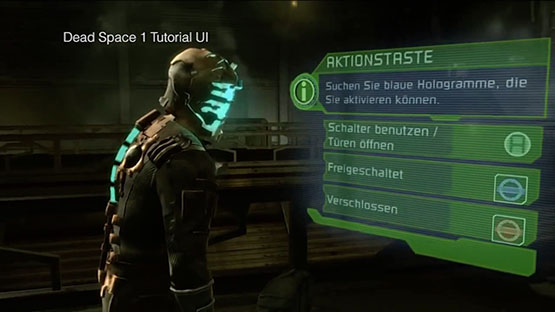 Dead Space 1 Tutorial UI
AKTIONSTASTE
Suchen Sie blaue Hologramme, die
Sie aktivieren können.
Schalter benutzen /
Türen öffnen
Freigeschaltet
Verschlossen